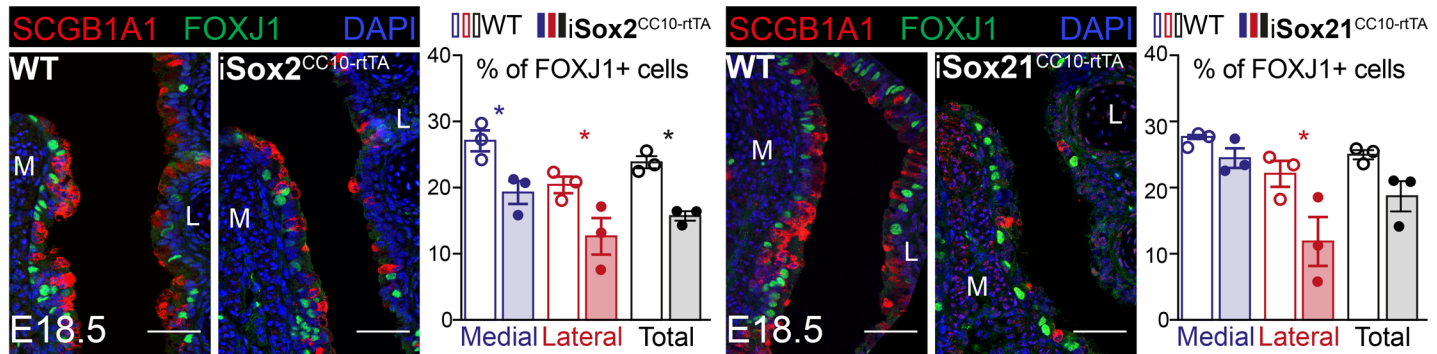 SCGB1A1 FOXJ1 DAPI
WT
iSox2CC10-rtTA
M
L
E18.5
M
L
WT iSox2CC10-rtTA
% of FOXJ1+ cells
40
30
20
10
0
* * *
Medial Lateral Total
SCGB1A1 FOXJ1 DAPI
WT
iSox21CC10-rtTA
M
L
E18.5
M
L
WT iSox21CC10-rtTA
% of FOXJ1+ cells
40
30
20
10
0
*
Medial Lateral Total